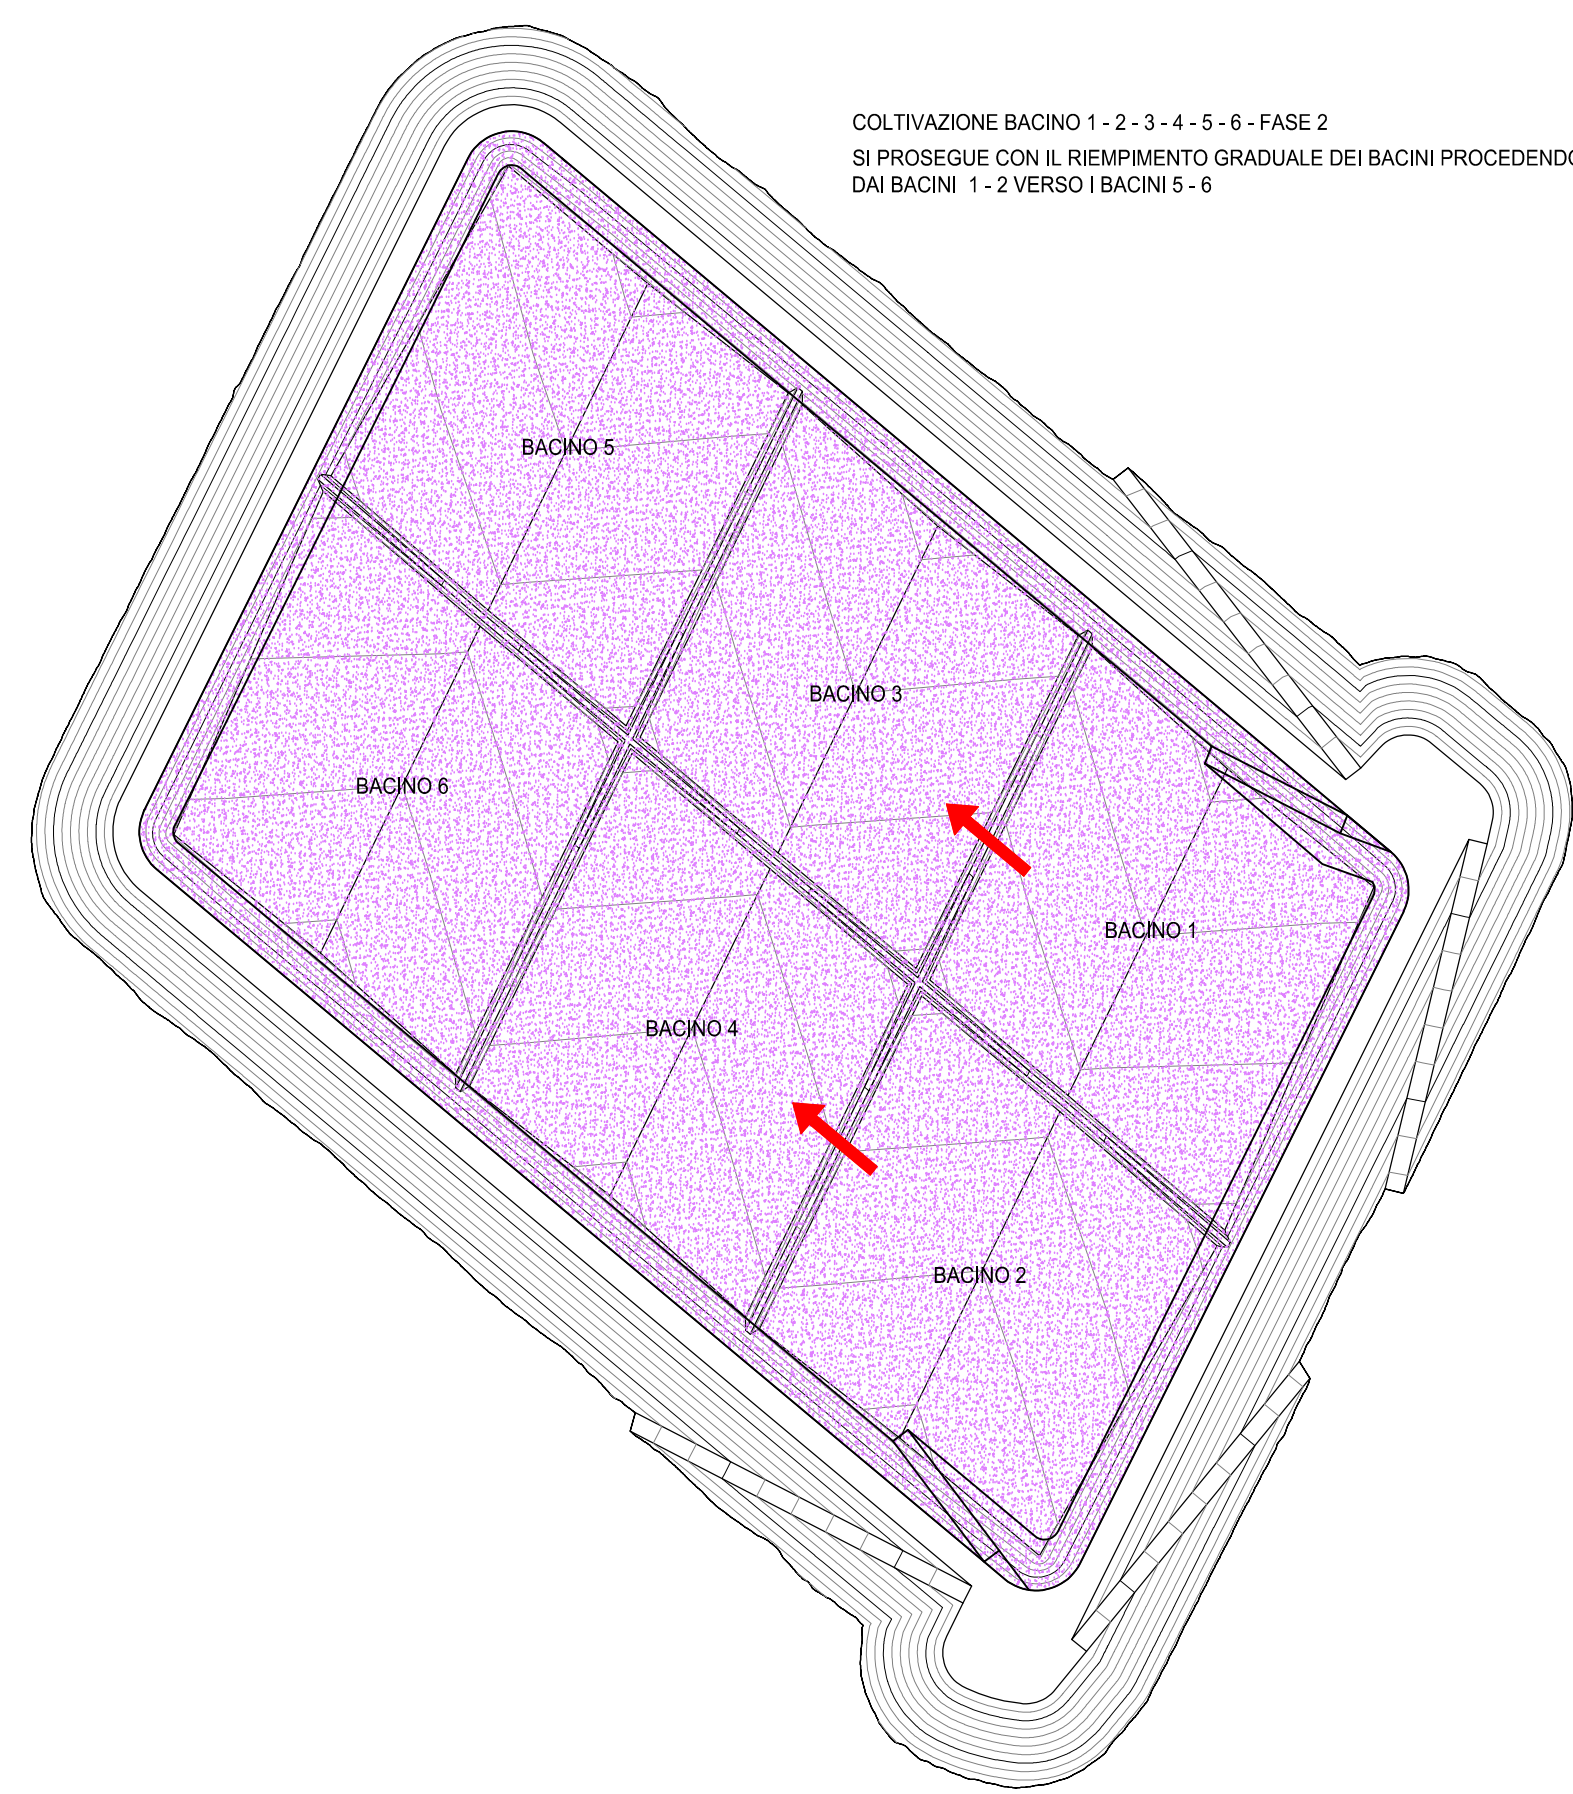 COLTIVAZIONE BACINO 1 - 2 - 3 - 4 - 5 - 6 - FASE 2
SI PROSEGUE CON IL RIEMPIMENTO GRADUALE DEI BACINI PROCEDENDO
DAI BACINI 1 - 2 VERSO I BACINI 5 - 6
BACINO 5
BACINO 3
BACINO 6
BACINO 1
BACINO 4
BACINO 2